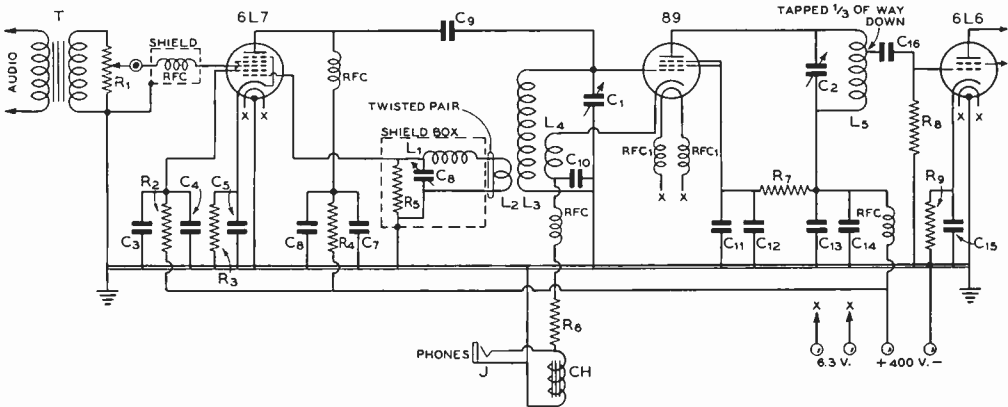 T
6L7
C9
89
TAPPED 1/3 OF WAY
DOWN
6L6
AUDIO
R1
SHIELD
RFC
RFC
C16
C1
C2
L5
TWISTED PAIR
SHIELD BOX
L1
C8
R5
L2
L3
L4
C10
RFC
RFC1
RFC1
R7
R8
R9
X X
X X
X X
C3
R2
C4
C5
R3
C8
R4
C7
C11
C12
C13
C14
RFC
C15
R6
PHONES
J
CH
X
X
6.3 V.
+ 400 V. -